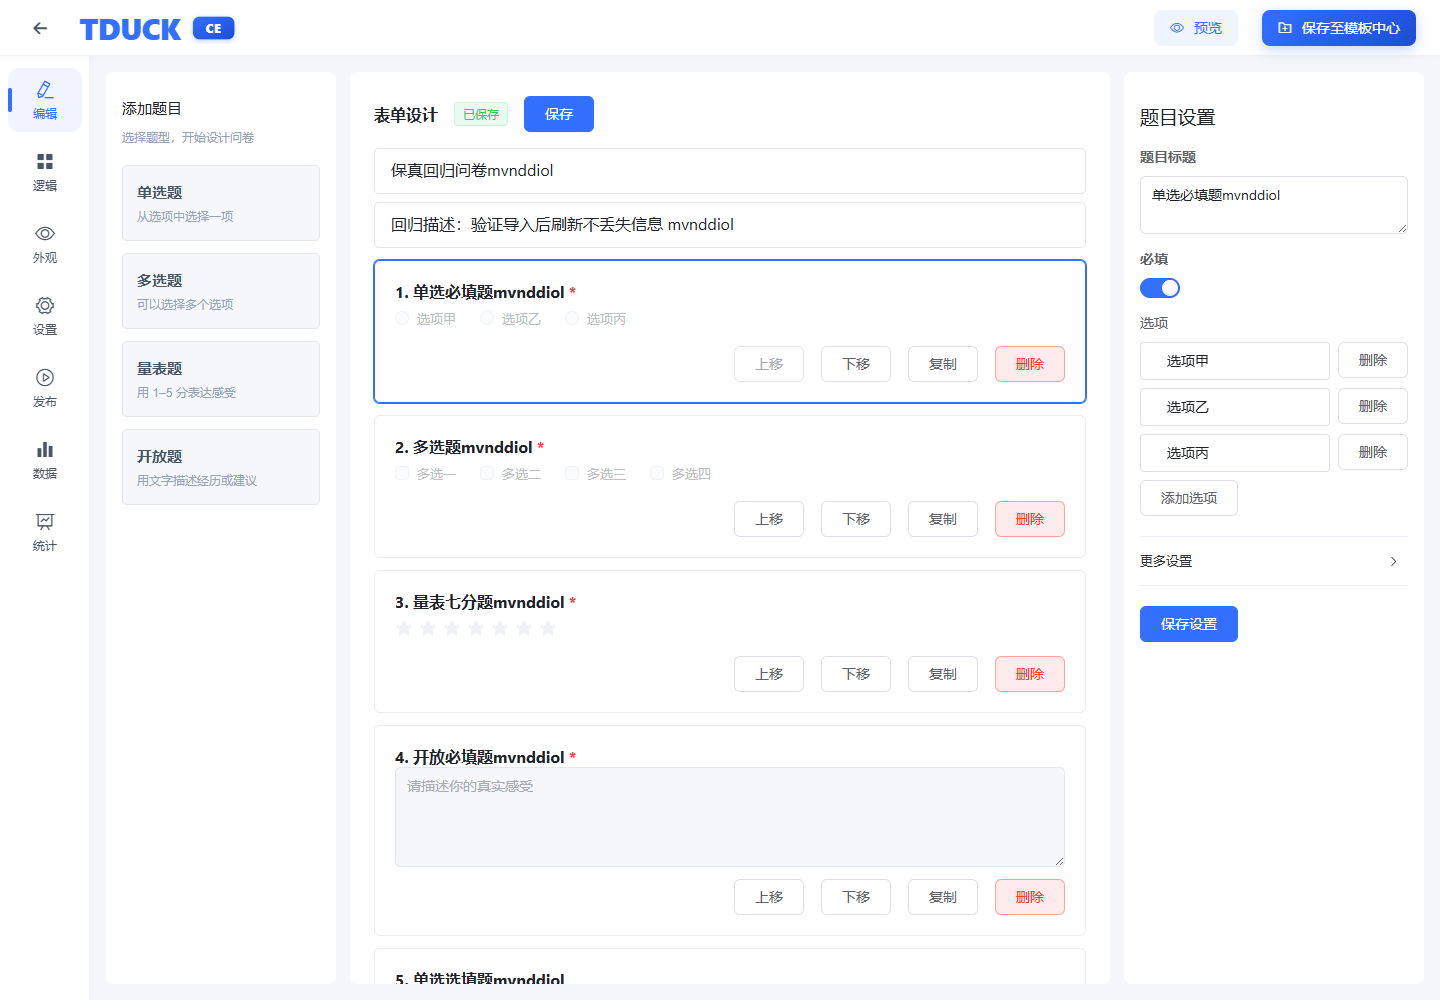 TDUCK CE
预览
保存至模板中心
编辑
逻辑
外观
设置
发布
数据
统计
添加题目
选择题型，开始设计问卷
单选题
从选项中选择一项
多选题
可以选择多个选项
量表题
用 1–5 分表达感受
开放题
用文字描述经历或建议
表单设计 已保存 保存
保真回归问卷mvnddiol
回归描述：验证导入后刷新不丢失信息 mvnddiol
1. 单选必填题mvnddiol *
选项甲 选项乙 选项丙
上移 下移 复制 删除
2. 多选题mvnddiol *
多选一 多选二 多选三 多选四
上移 下移 复制 删除
3. 量表七分题mvnddiol *
上移 下移 复制 删除
4. 开放必填题mvnddiol *
请描述你的真实感受
上移 下移 复制 删除
5. 单选选填题mvnddiol
题目设置
题目标题
单选必填题mvnddiol
必填
选项
选项甲 删除
选项乙 删除
选项丙 删除
添加选项
更多设置
保存设置